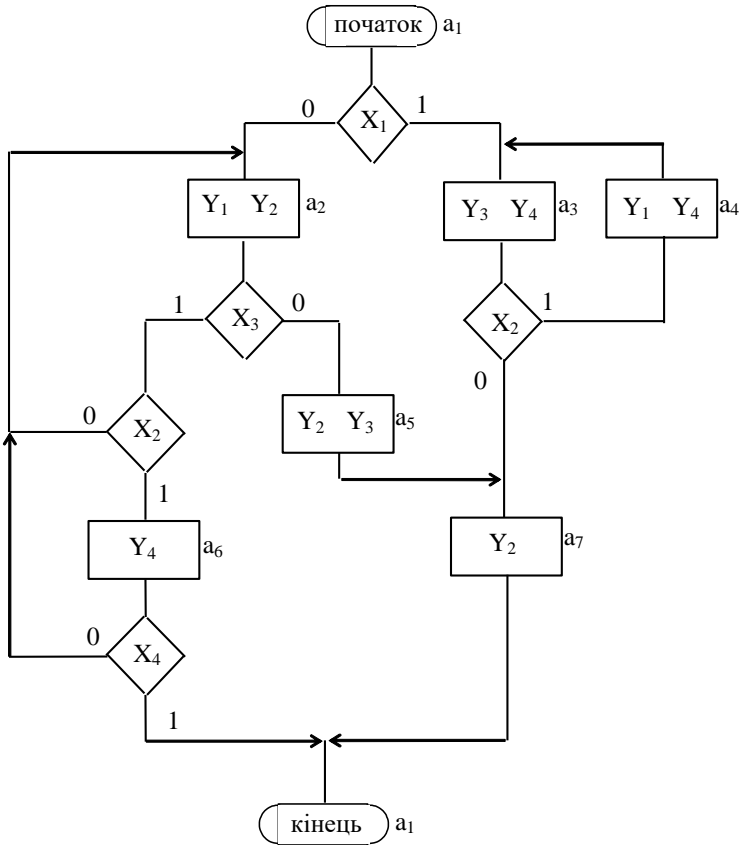 початок a₁
0 1
X₁
Y₁ Y₂ a₂
Y₃ Y₄ a₃
Y₁ Y₄ a₄
1 X₃ 0
X₂ 1
0
0 X₂
1
Y₂ Y₃ a₅
Y₄ a₆
Y₂ a₇
0 X₄
1
кінець a₁